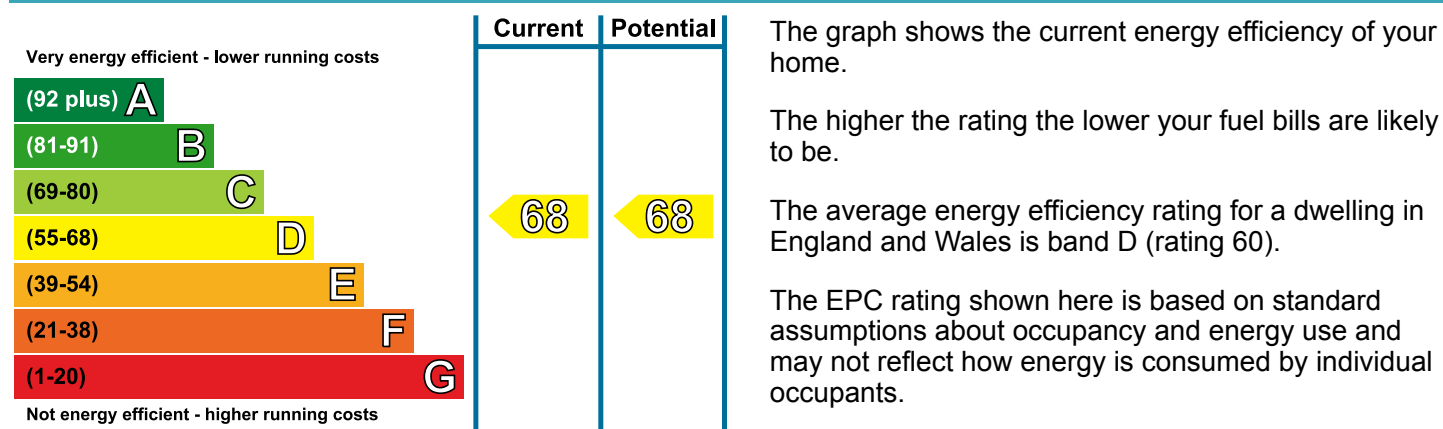 Current Potential
Very energy efficient - lower running costs
(92 plus) A
(81-91) B
(69-80) C
(55-68) D
(39-54) E
(21-38) F
(1-20) G
Not energy efficient - higher running costs
68 68
The graph shows the current energy efficiency of your
home.
The higher the rating the lower your fuel bills are likely
to be.
The average energy efficiency rating for a dwelling in
England and Wales is band D (rating 60).
The EPC rating shown here is based on standard
assumptions about occupancy and energy use and
may not reflect how energy is consumed by individual
occupants.